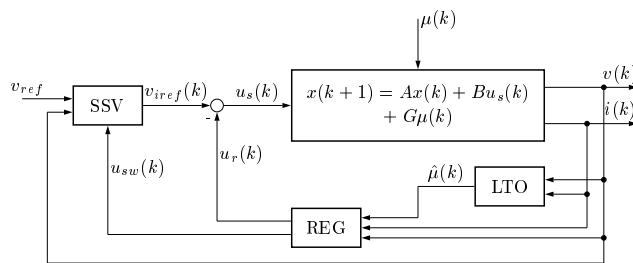 μ(k)
v_ref
SSV
v_iref(k)
-
u_s(k)
x(k+1) = Ax(k) + Bu_s(k)
+ Gμ(k)
v(k)
i(k)
u_sw(k)
u_r(k)
μ̂(k)
LTO
REG